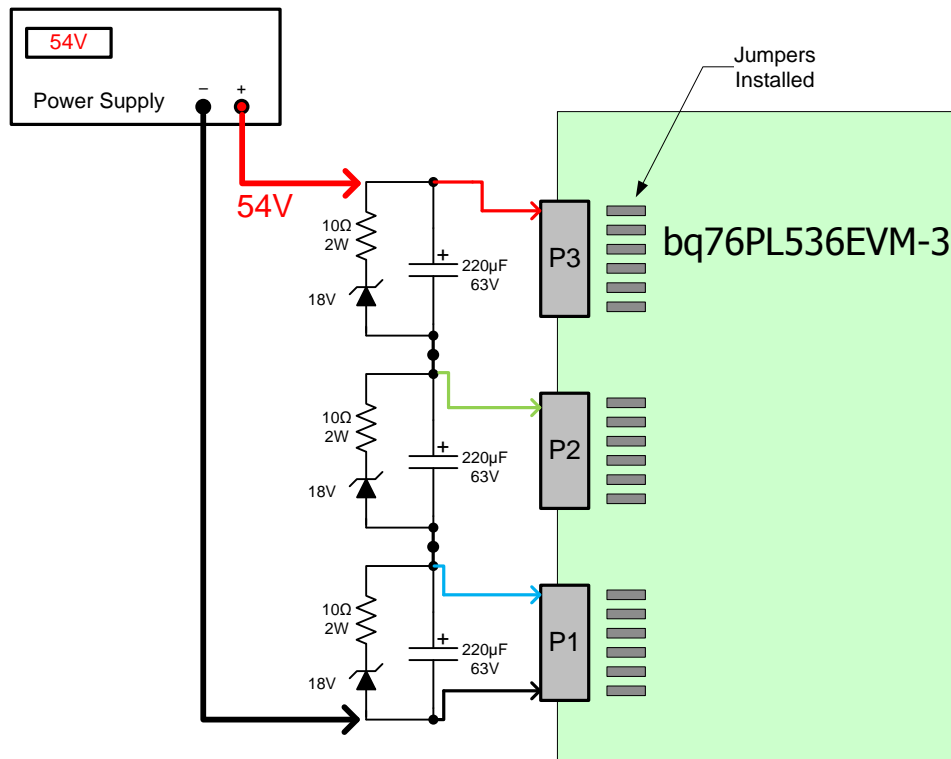 54V
Power Supply
−
+
Jumpers
Installed
54V
10Ω
2W
18V
+
220µF
63V
P3
bq76PL536EVM-3
10Ω
2W
18V
+
220µF
63V
P2
10Ω
2W
18V
+
220µF
63V
P1